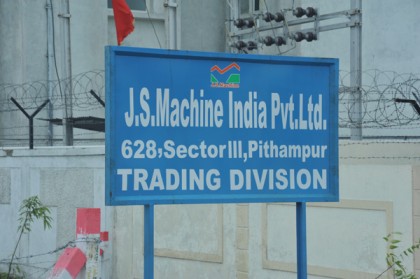 J.S.Machine India Pvt.Ltd.
628,Sector III,Pithampur
TRADING DIVISION